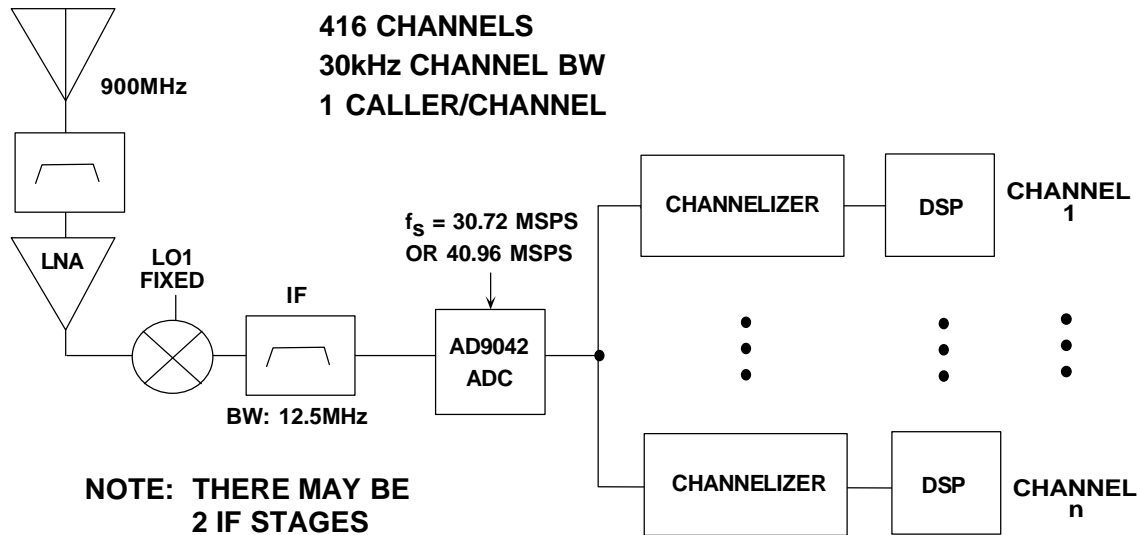 416 CHANNELS
30kHz CHANNEL BW
1 CALLER/CHANNEL
900MHz
LNA
LO1
FIXED
IF
BW: 12.5MHz
fs = 30.72 MSPS
OR 40.96 MSPS
AD9042
ADC
CHANNELIZER
DSP
CHANNEL
1
CHANNELIZER
DSP
CHANNEL
n
NOTE: THERE MAY BE
2 IF STAGES